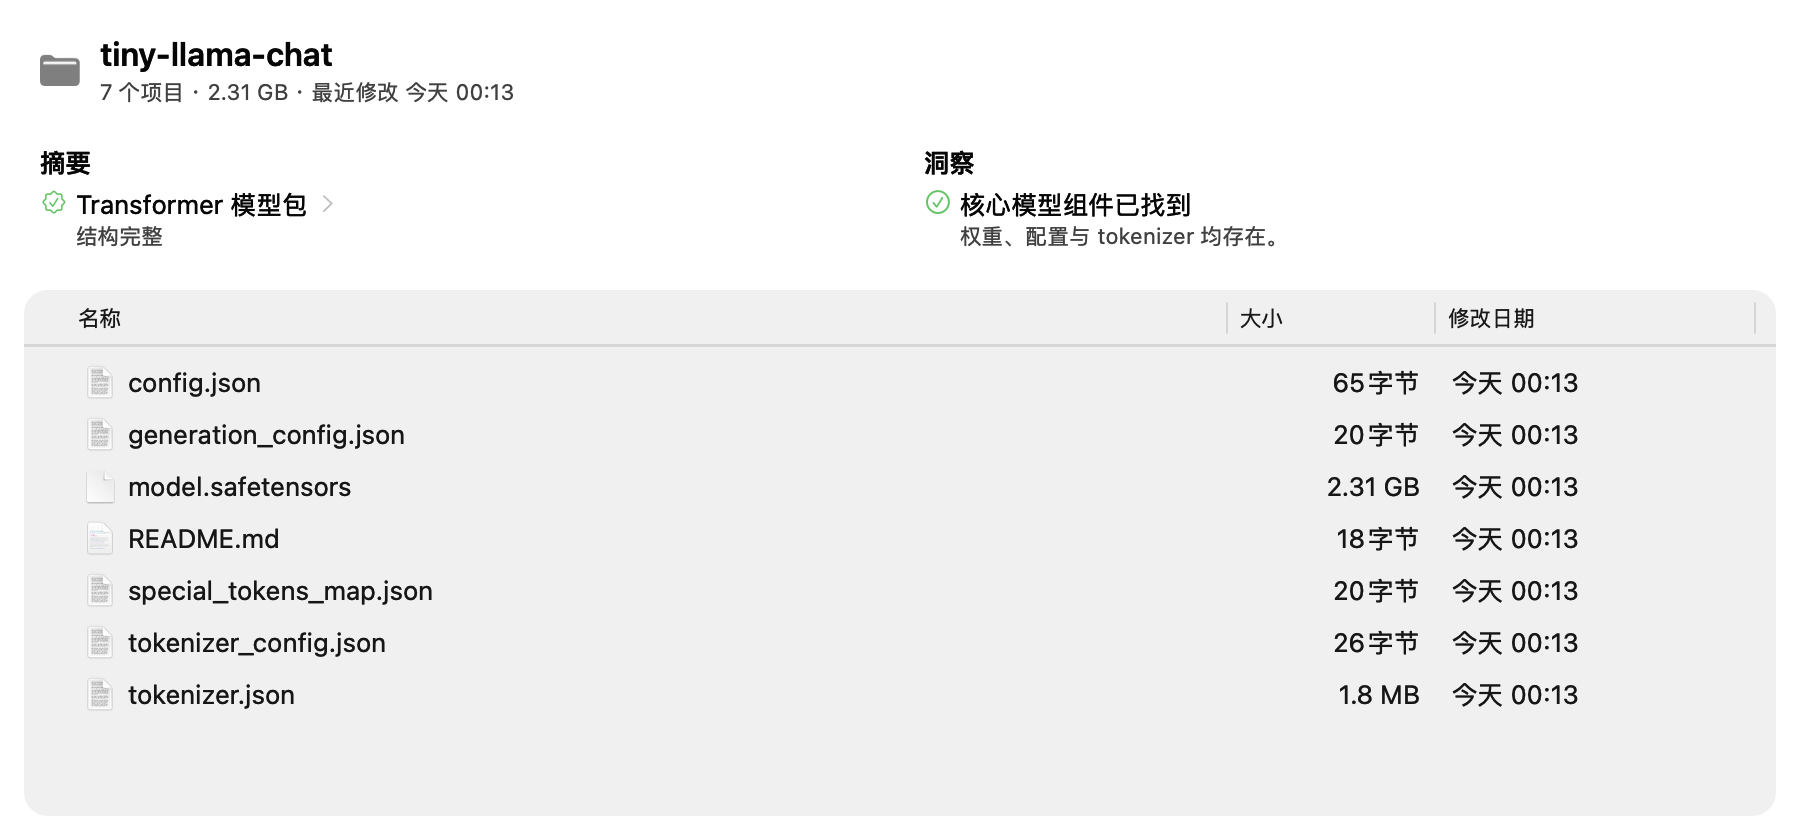 tiny-llama-chat
7 个项目 · 2.31 GB · 最近修改 今天 00:13
摘要
Transformer 模型包
结构完整
洞察
核心模型组件已找到
权重、配置与 tokenizer 均存在。
名称 大小 修改日期
config.json 65字节 今天 00:13
generation_config.json 20字节 今天 00:13
model.safetensors 2.31 GB 今天 00:13
README.md 18字节 今天 00:13
special_tokens_map.json 20字节 今天 00:13
tokenizer_config.json 26字节 今天 00:13
tokenizer.json 1.8 MB 今天 00:13